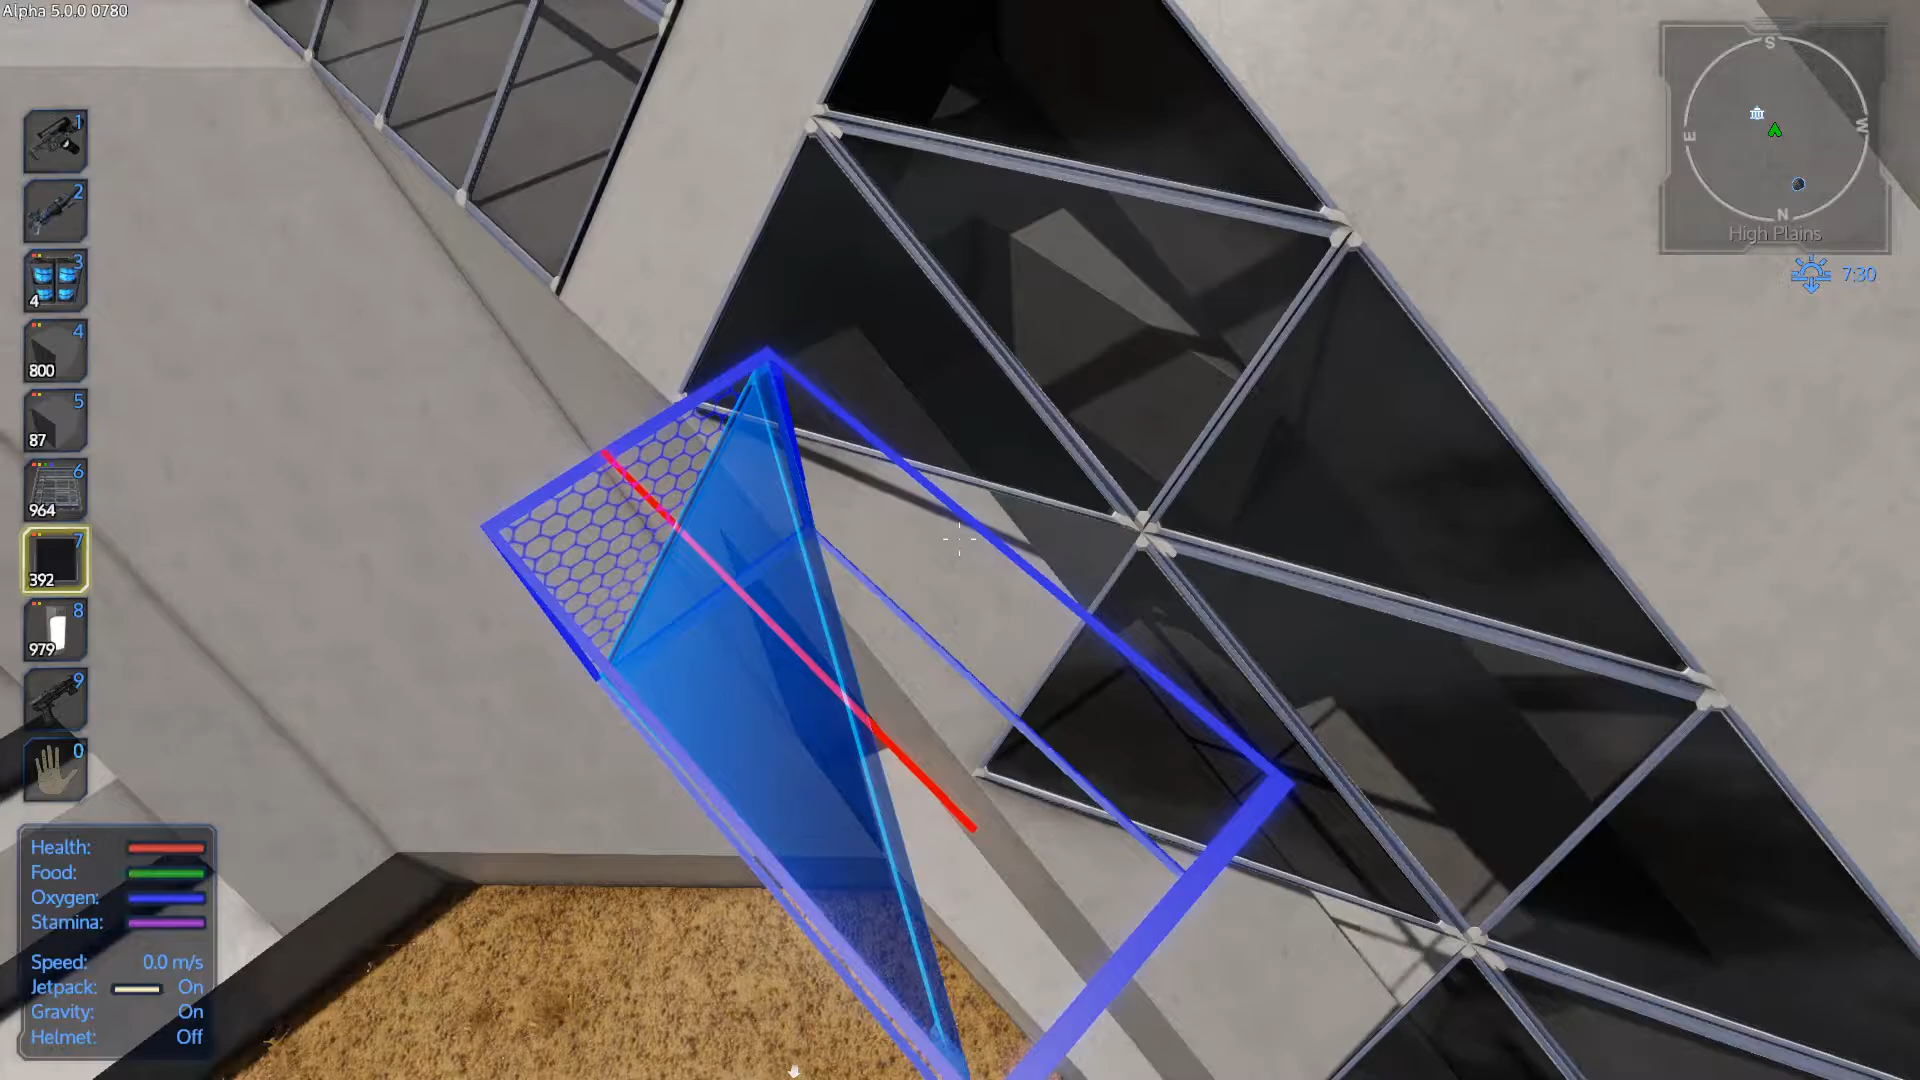 Alpha 5.0.0 0780
S
E
W
N
High Plains
7:30
1
2
3
4
4
800
5
87
6
964
7
392
8
979
9
0
Health:
Food:
Oxygen:
Stamina:
Speed: 0.0 m/s
Jetpack: On
Gravity: On
Helmet: Off